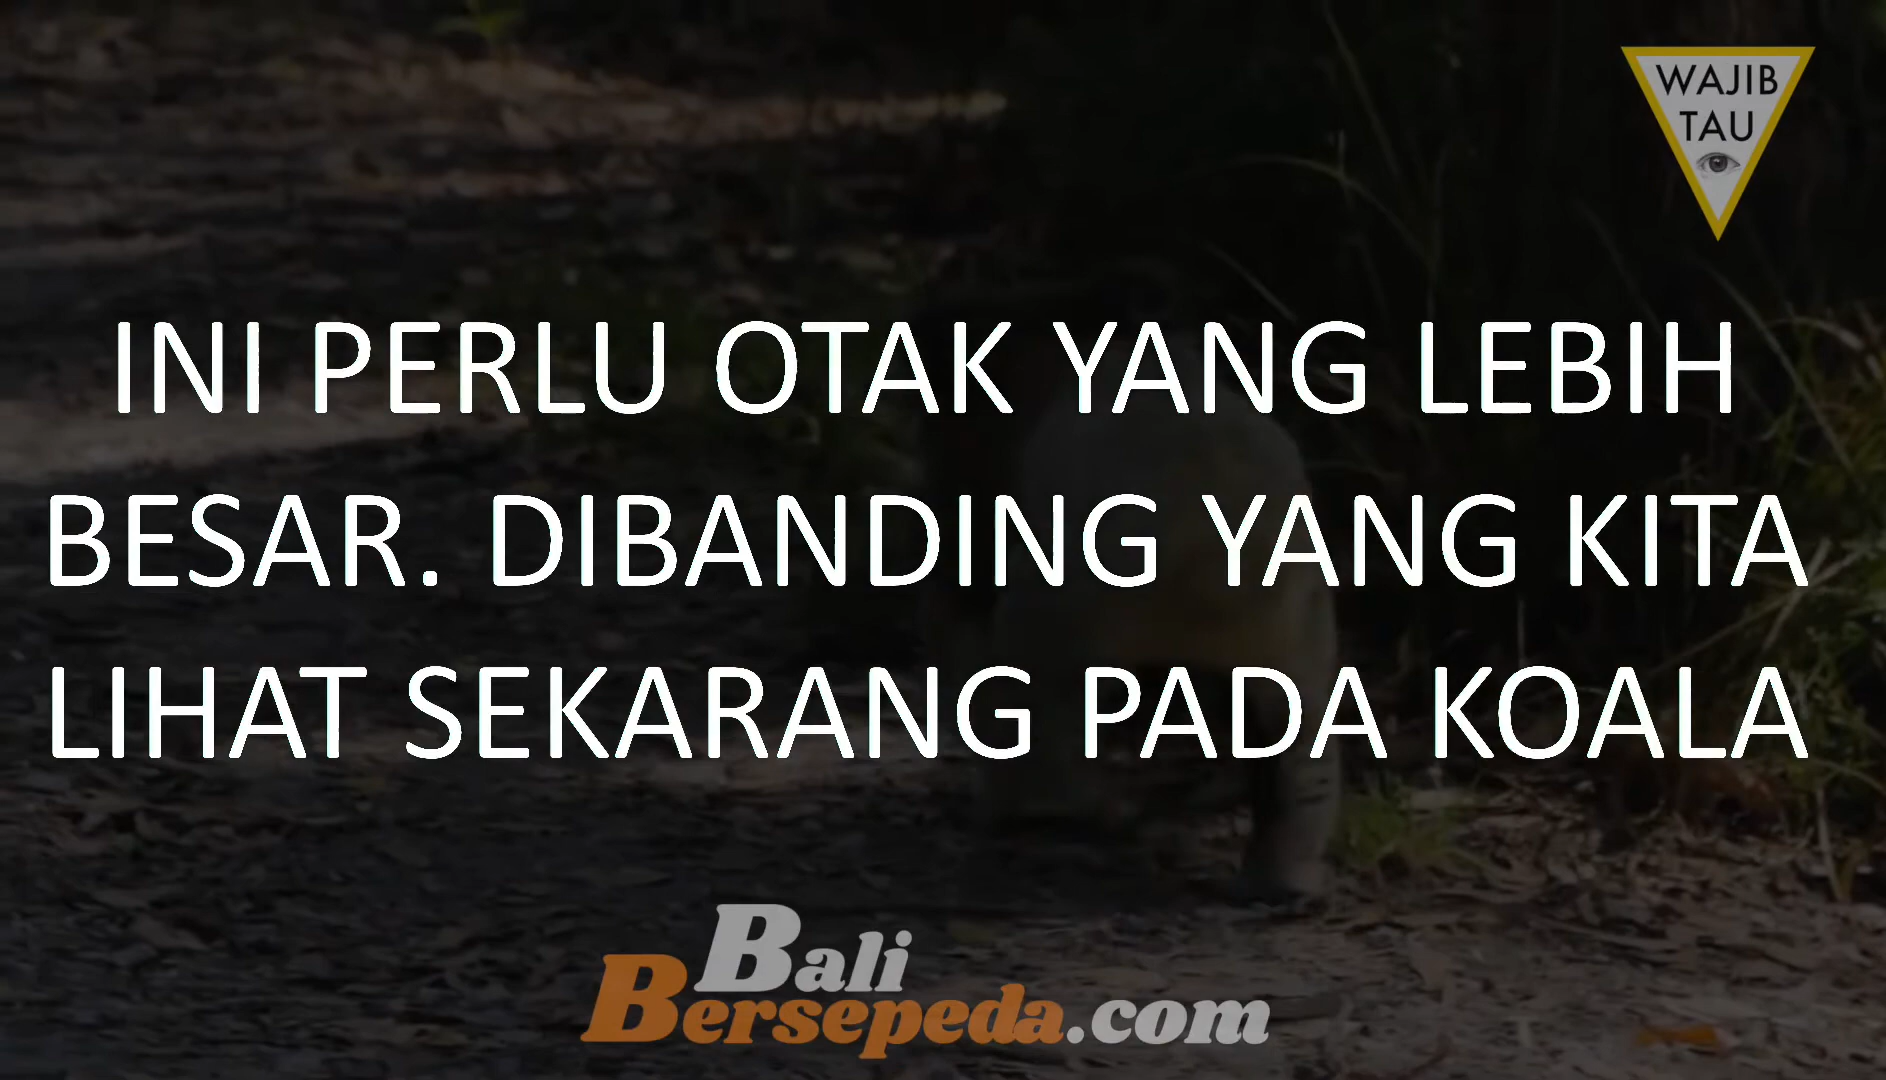 WAJIB
TAU
INI PERLU OTAK YANG LEBIH
BESAR. DIBANDING YANG KITA
LIHAT SEKARANG PADA KOALA
Bali
Bersepeda.com